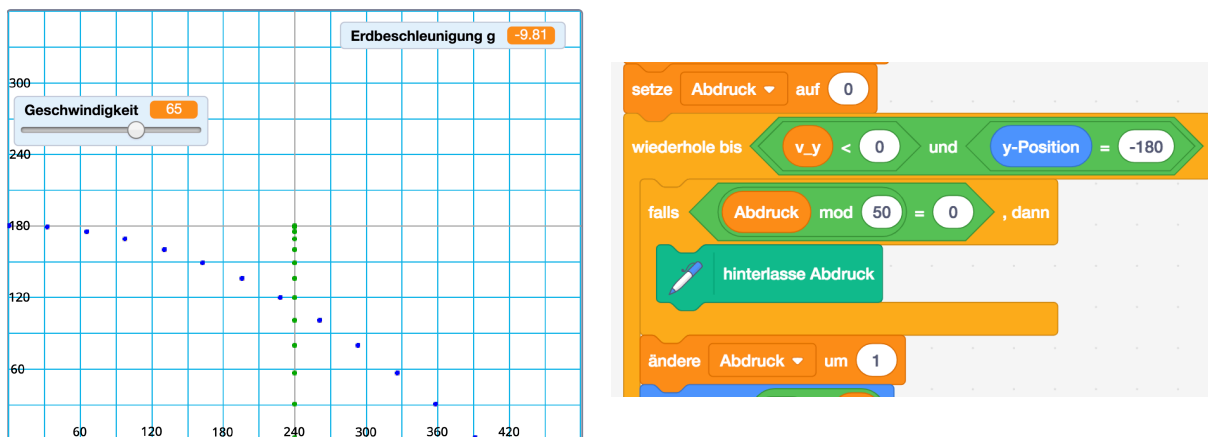 Erdbeschleunigung g -9.81
300
Geschwindigkeit 65
240
180
120
60
60 120 180 240 300 360 420
setze Abdruck auf 0
wiederhole bis v_y < 0 und y-Position = -180
falls Abdruck mod 50 = 0 , dann
hinterlasse Abdruck
ändere Abdruck um 1